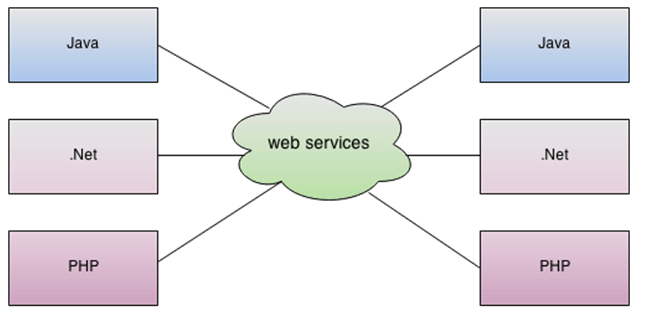 Java
Java
web services
.Net
.Net
PHP
PHP